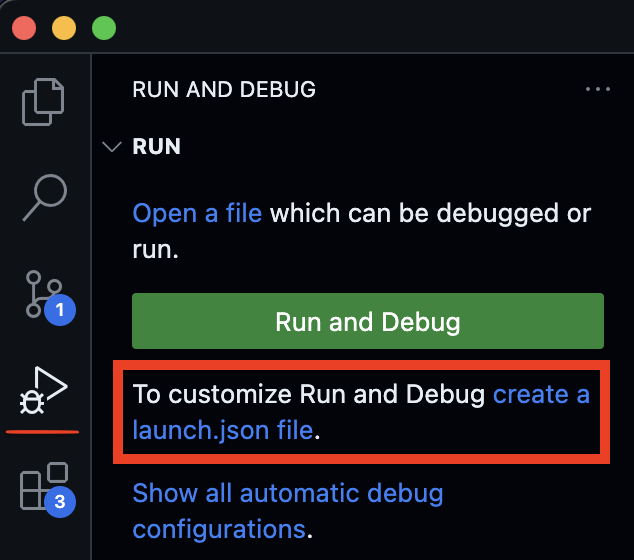 RUN AND DEBUG
RUN
Open a file which can be debugged or
run.
1
Run and Debug
To customize Run and Debug create a
launch.json file.
3
Show all automatic debug
configurations.